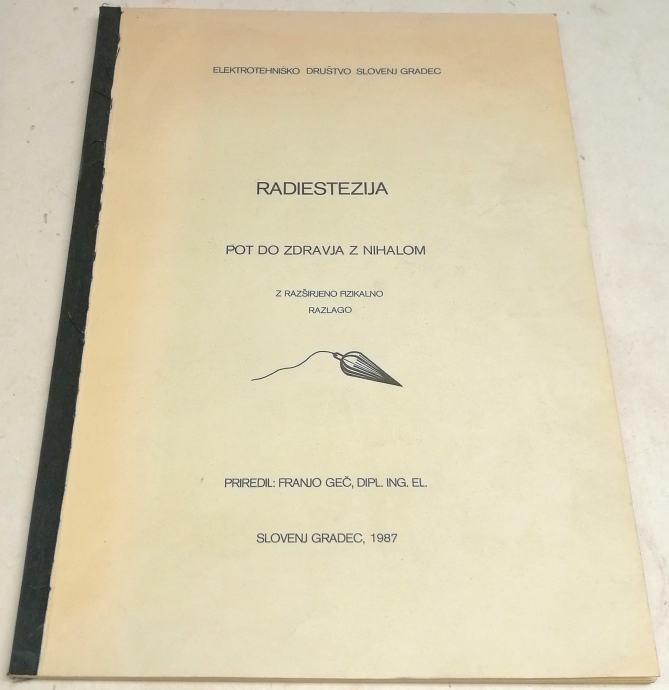 ELEKTROTEHNIŠKO DRUŠTVO SLOVENJ GRADEC
RADIESTEZIJA
POT DO ZDRAVJA Z NIHALOM
Z RAZŠIRJENO FIZIKALNO
RAZLAGO
PRIREDIL: FRANJO GEČ, DIPL. ING. EL.
SLOVENJ GRADEC, 1987